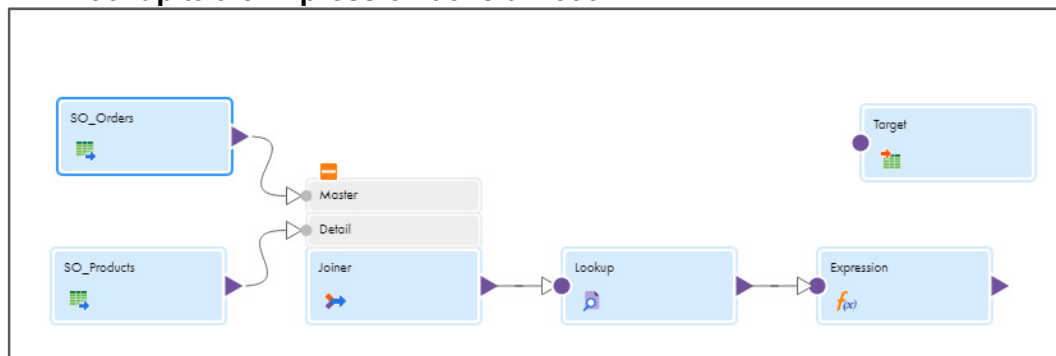 SO_Orders
Target
Master
Detail
SO_Products
Joiner
Lookup
Expression
f(x)